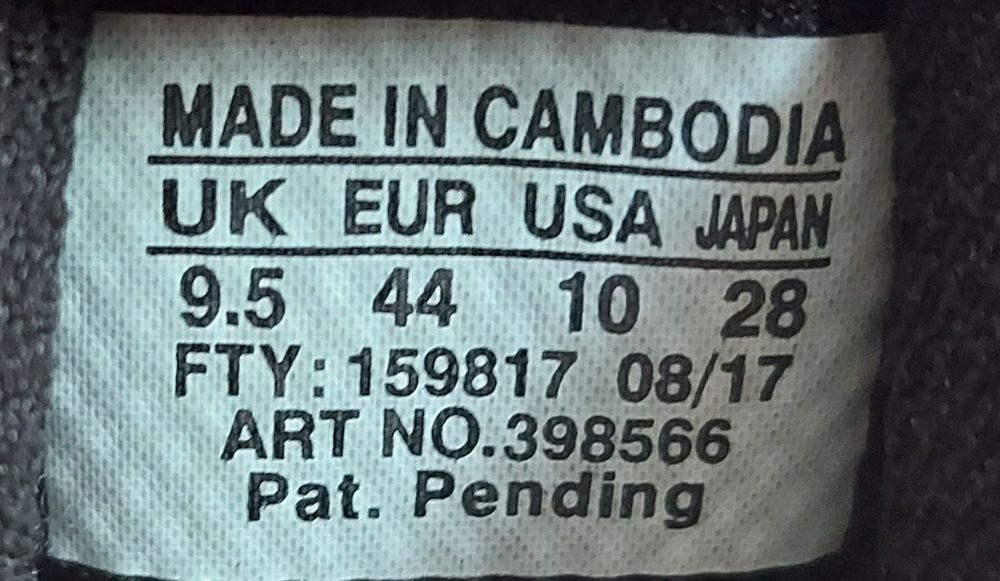 MADE IN CAMBODIA
UK EUR USA JAPAN
9.5 44 10 28
FTY: 159817 08/17
ART NO.398566
Pat. Pending